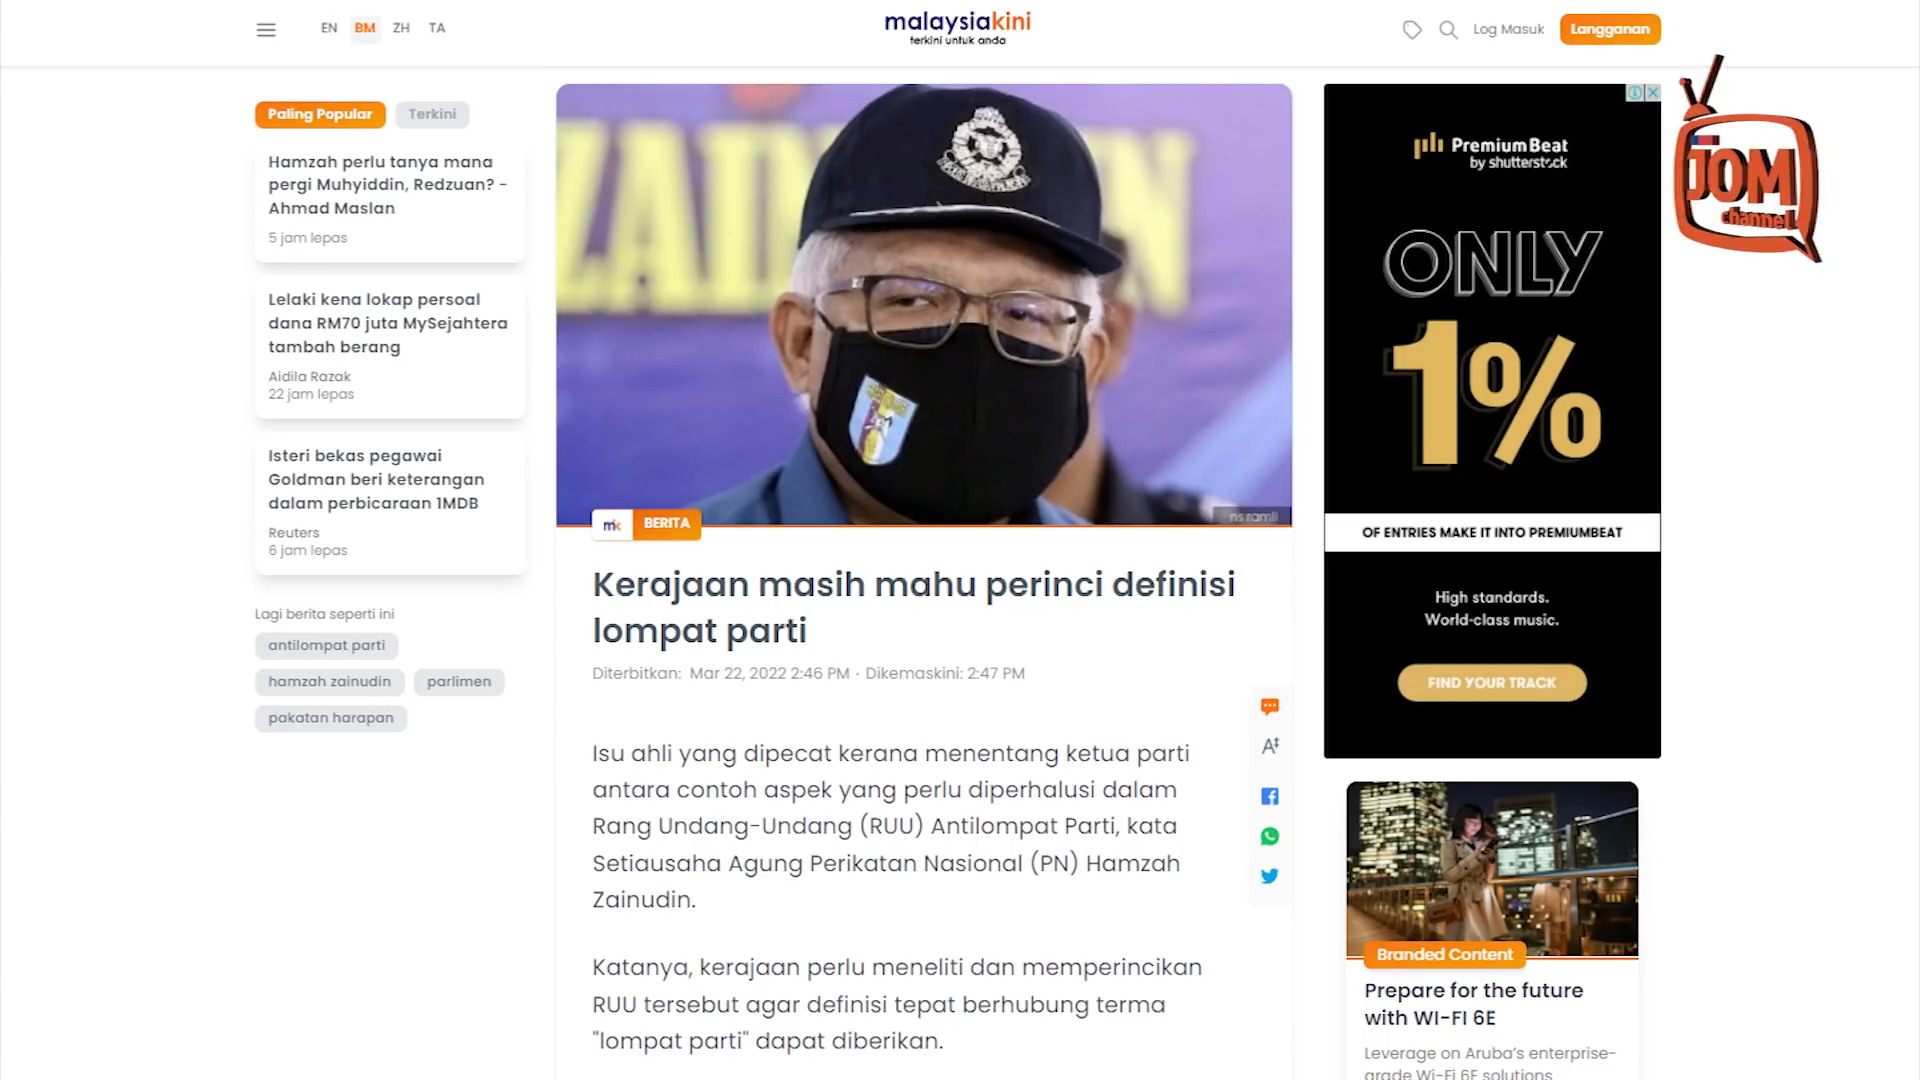 EN BM ZH TA
malaysiakini
terkini untuk anda
Log Masuk
Langganan
Paling Popular
Terkini
Hamzah perlu tanya mana
pergi Muhyiddin, Redzuan? -
Ahmad Maslan
5 jam lepas
Lelaki kena lokap persoal
dana RM70 juta MySejahtera
tambah berang
Aidila Razak
22 jam lepas
Isteri bekas pegawai
Goldman beri keterangan
dalam perbicaraan 1MDB
Reuters
6 jam lepas
Lagi berita seperti ini
antilompat parti
hamzah zainudin
parlimen
pakatan harapan
ns ramli
mk BERITA
Kerajaan masih mahu perinci definisi
lompat parti
Diterbitkan: Mar 22, 2022 2:46 PM · Dikemaskini: 2:47 PM
Isu ahli yang dipecat kerana menentang ketua parti
antara contoh aspek yang perlu diperhalusi dalam
Rang Undang-Undang (RUU) Antilompat Parti, kata
Setiausaha Agung Perikatan Nasional (PN) Hamzah
Zainudin.
Katanya, kerajaan perlu meneliti dan memperincikan
RUU tersebut agar definisi tepat berhubung terma
"lompat parti" dapat diberikan.
PremiumBeat
by shutterstock
ONLY
1%
OF ENTRIES MAKE IT INTO PREMIUMBEAT
High standards.
World-class music.
FIND YOUR TRACK
JOM
channel
Branded Content
Prepare for the future
with WI-FI 6E
Leverage on Aruba's enterprise-
grade Wi-Fi 6E solutions